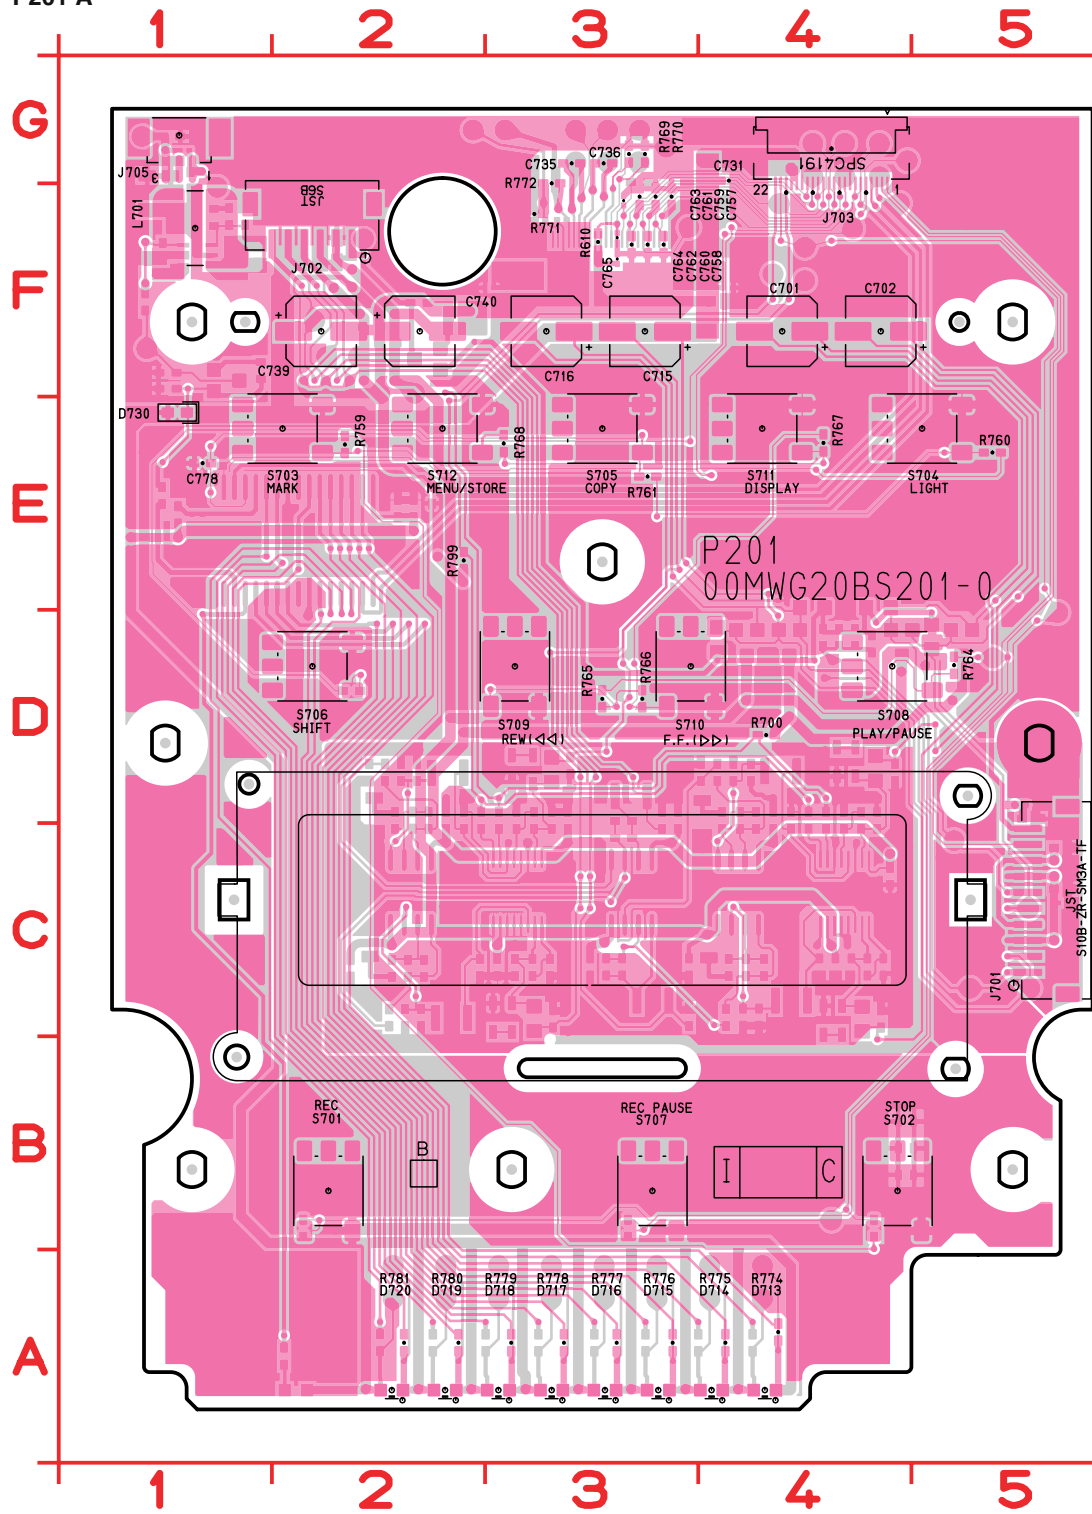 1 2 3 4 5
G
J705
3
L701
JST
S6B
J702
C735
C736
R769
R770
R772
R771
R610
C765
C731
C763
C761
C759
C757
C764
C762
C760
C758
SPC4191
22
1
J703
F
C740
C701
C702
C739
C716
C715
D730
R759
R768
R767
R760
C778
S703
MARK
S712
MENU/STORE
S705
COPY
R761
S711
DISPLAY
S704
LIGHT
E
R799
P201
00MWG20BS201-0
R765
R766
R764
D
S706
SHIFT
S709
REW(◁◁)
S710
F.F.(▷▷)
R700
S708
PLAY/PAUSE
C
JST
S10B-ZR-SM3A-TF
J701
REC
S701
REC PAUSE
S707
STOP
S702
B
B
I C
R781
D720
R780
D719
R779
D718
R778
D717
R777
D716
R776
D715
R775
D714
R774
D713
A
1 2 3 4 5